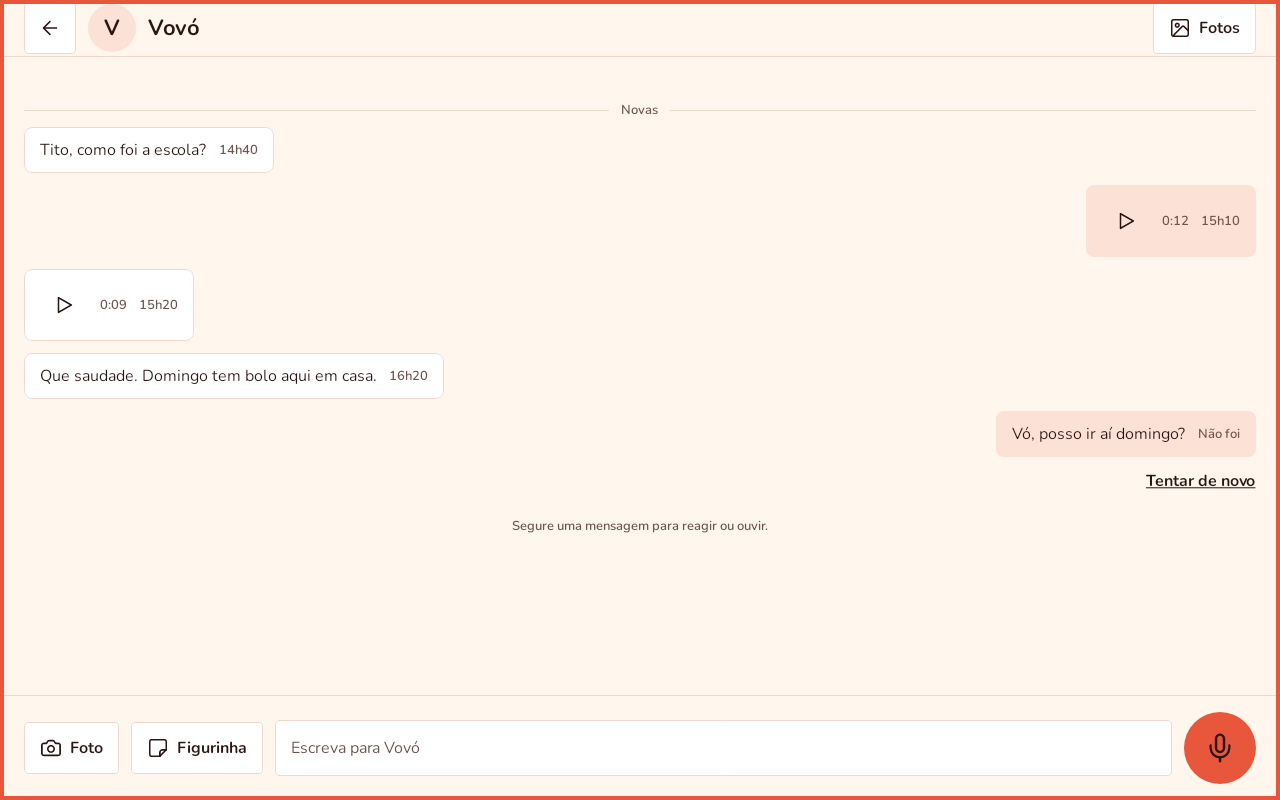 V Vovó Fotos
Novas
Tito, como foi a escola? 14h40
0:12 15h10
0:09 15h20
Que saudade. Domingo tem bolo aqui em casa. 16h20
Vó, posso ir aí domingo? Não foi
Tentar de novo
Segure uma mensagem para reagir ou ouvir.
Foto Figurinha Escreva para Vovó